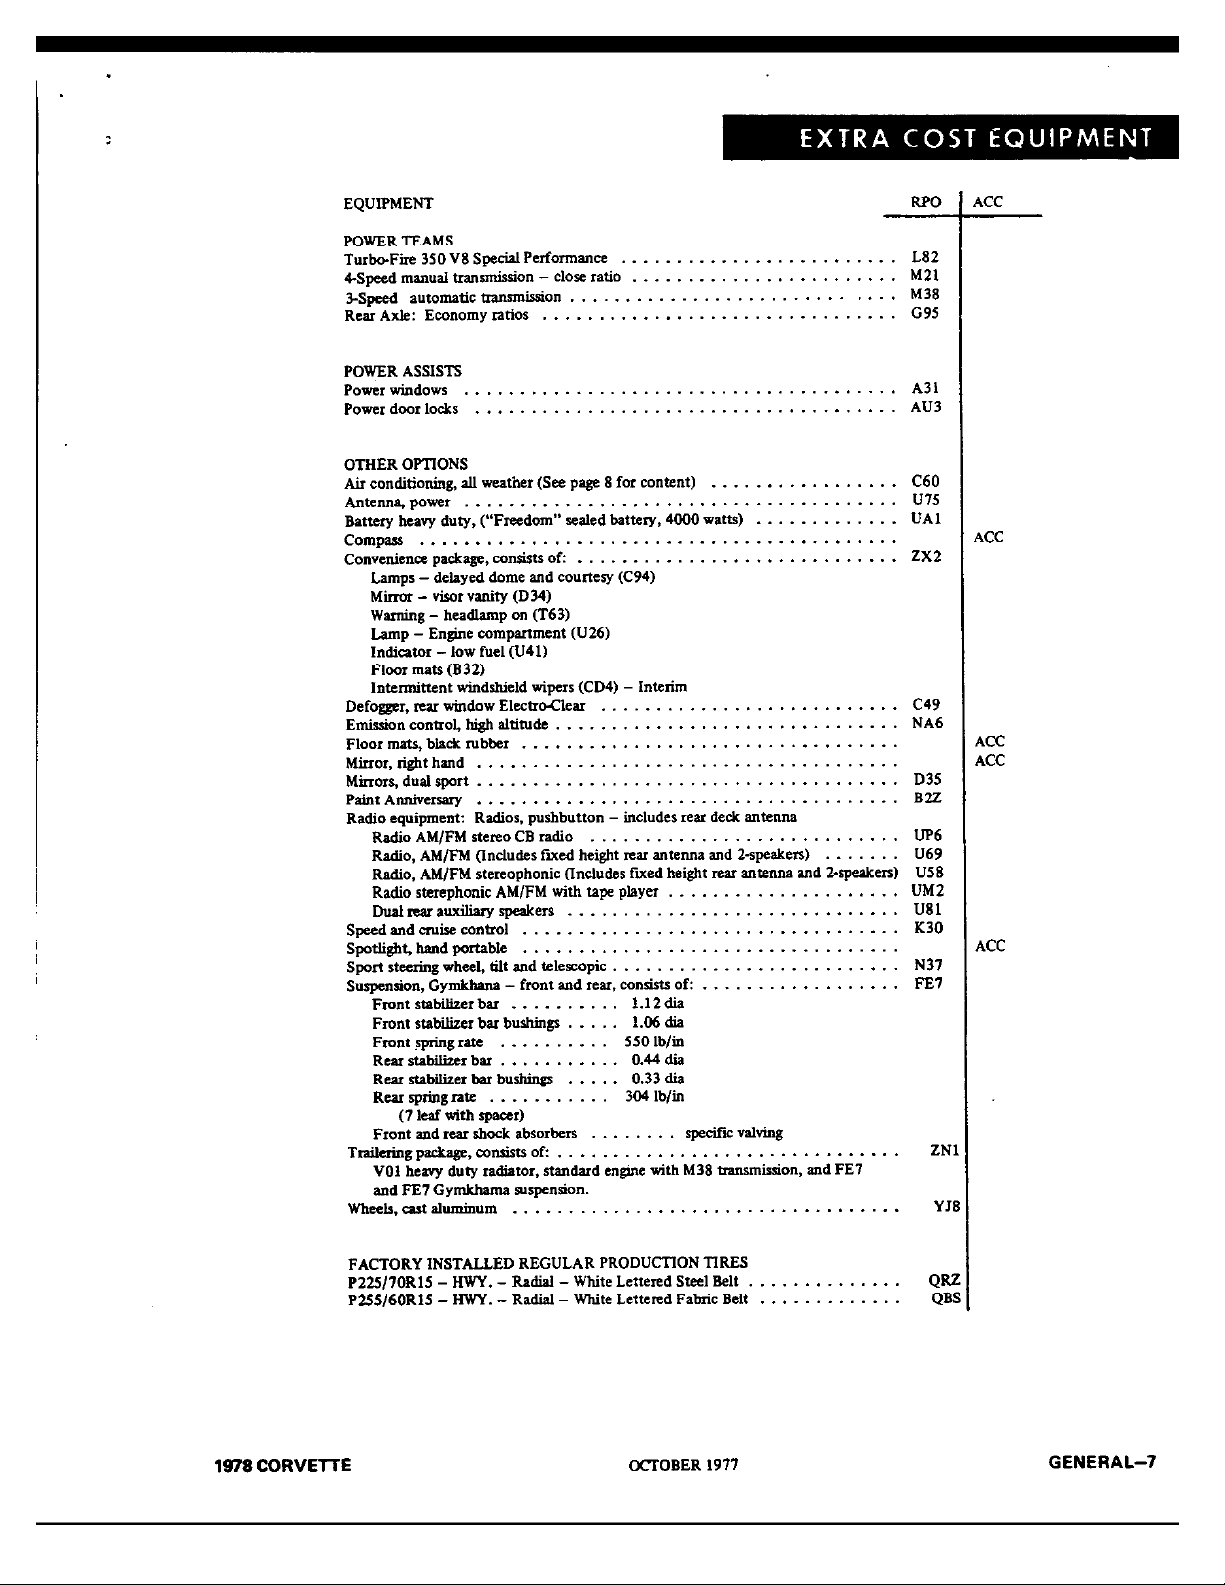 EXTRA COST EQUIPMENT
EQUIPMENT RPO ACC
POWER TEAMS
Turbo-Fire 350 V8 Special Performance . . . . . . . . . . . . . . . . . . . . . . . . . L82
4-Speed manual transmission – close ratio . . . . . . . . . . . . . . . . . . . . . . . . M21
3-Speed automatic transmission . . . . . . . . . . . . . . . . . . . . . . . . . . . . . M38
Rear Axle: Economy ratios . . . . . . . . . . . . . . . . . . . . . . . . . . . . . . . . G95
POWER ASSISTS
Power windows . . . . . . . . . . . . . . . . . . . . . . . . . . . . . . . . . . . . . . . A31
Power door locks . . . . . . . . . . . . . . . . . . . . . . . . . . . . . . . . . . . . . . AU3
OTHER OPTIONS
Air conditioning, all weather (See page 8 for content) . . . . . . . . . . . . . . . . . C60
Antenna, power . . . . . . . . . . . . . . . . . . . . . . . . . . . . . . . . . . . . . . . U75
Battery heavy duty, (“Freedom” sealed battery, 4000 watts) . . . . . . . . . . . . . UA1
Compass . . . . . . . . . . . . . . . . . . . . . . . . . . . . . . . . . . . . . . . . . . . ACC
Convenience package, consists of: . . . . . . . . . . . . . . . . . . . . . . . . . . . . . ZX2
Lamps – delayed dome and courtesy (C94)
Mirror – visor vanity (D34)
Warning – headlamp on (T63)
Lamp – Engine compartment (U26)
Indicator – low fuel (U41)
Floor mats (B32)
Intermittent windshield wipers (CD4) – Interim
Defogger, rear window Electro-Clear . . . . . . . . . . . . . . . . . . . . . . . . . . . C49
Emission control, high altitude . . . . . . . . . . . . . . . . . . . . . . . . . . . . . . . NA6
Floor mats, black rubber . . . . . . . . . . . . . . . . . . . . . . . . . . . . . . . . . . ACC
Mirror, right hand . . . . . . . . . . . . . . . . . . . . . . . . . . . . . . . . . . . . . . ACC
Mirrors, dual sport . . . . . . . . . . . . . . . . . . . . . . . . . . . . . . . . . . . . . . D35
Paint Anniversary . . . . . . . . . . . . . . . . . . . . . . . . . . . . . . . . . . . . . . B2Z
Radio equipment: Radios, pushbutton – includes rear deck antenna
Radio AM/FM stereo CB radio . . . . . . . . . . . . . . . . . . . . . . . . . . . . UP6
Radio, AM/FM (Includes fixed height rear antenna and 2-speakers) . . . . . . . U69
Radio, AM/FM stereophonic (Includes fixed height rear antenna and 2-speakers) U58
Radio sterephonic AM/FM with tape player . . . . . . . . . . . . . . . . . . . . . UM2
Dual rear auxiliary speakers . . . . . . . . . . . . . . . . . . . . . . . . . . . . . . U81
Speed and cruise control . . . . . . . . . . . . . . . . . . . . . . . . . . . . . . . . . . K30
Spotlight, hand portable . . . . . . . . . . . . . . . . . . . . . . . . . . . . . . . . . . ACC
Sport steering wheel, tilt and telescopic . . . . . . . . . . . . . . . . . . . . . . . . . . N37
Suspension, Gymkhana – front and rear, consists of: . . . . . . . . . . . . . . . . . . FE7
Front stabilizer bar . . . . . . . . . . 1.12 dia
Front stabilizer bar bushings . . . . . 1.06 dia
Front spring rate . . . . . . . . . . 550 lb/in
Rear stabilizer bar . . . . . . . . . . . 0.44 dia
Rear stabilizer bar bushings . . . . . 0.33 dia
Rear spring rate . . . . . . . . . . . 304 lb/in
(7 leaf with spacer)
Front and rear shock absorbers . . . . . . . . specific valving
Trailering package, consists of: . . . . . . . . . . . . . . . . . . . . . . . . . . . . . . . ZN1
V01 heavy duty radiator, standard engine with M38 transmission, and FE7
and FE7 Gymkhama suspension.
Wheels, cast aluminum . . . . . . . . . . . . . . . . . . . . . . . . . . . . . . . . . . . YJ8
FACTORY INSTALLED REGULAR PRODUCTION TIRES
P225/70R15 – HWY. – Radial – White Lettered Steel Belt . . . . . . . . . . . . . . QRZ
P255/60R15 – HWY. – Radial – White Lettered Fabric Belt . . . . . . . . . . . . . QBS
1978 CORVETTE OCTOBER 1977 GENERAL–7